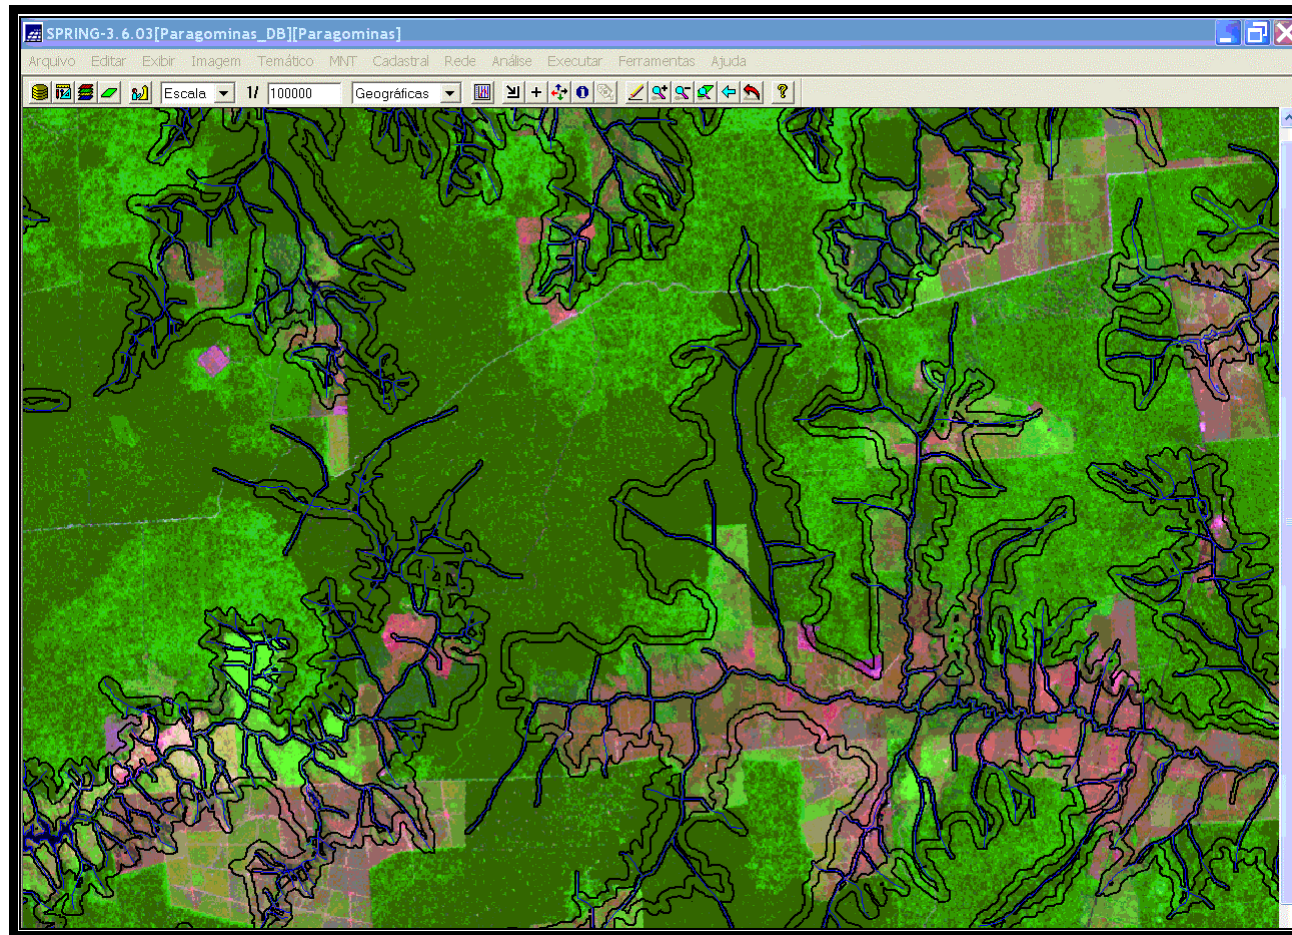 SPRING-3.6.03[Paragominas_DB][Paragominas]
Arquivo Editar Exibir Imagem Temático MNT Cadastral Rede Análise Executar Ferramentas Ajuda
Escala 1/ 100000 Geográficas